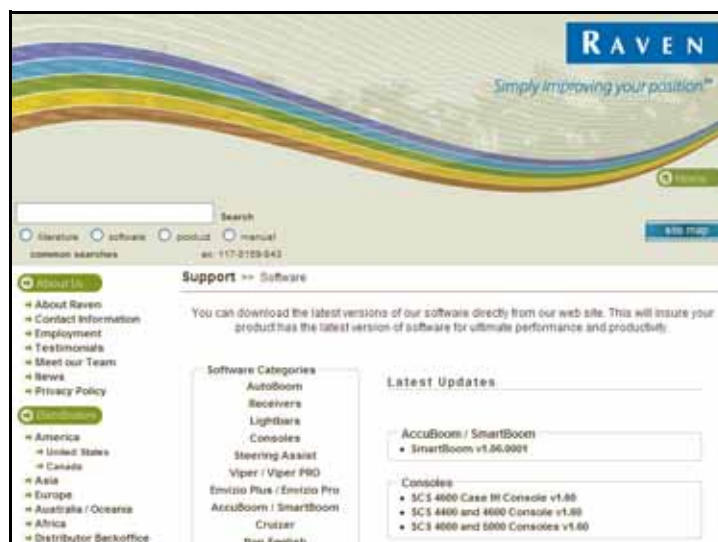 RAVEN
Simply improving your position.℠
Home
Search
literature software product manual
common searches
site map
About Us
About Raven
Contact Information
Employment
Testimonials
Meet our Team
News
Privacy Policy
Distributors
America
United States
Canada
Asia
Europe
Australia / Oceania
Africa
Distributor Backoffice
Support >> Software
You can download the latest versions of our software directly from our web site. This will insure your
product has the latest version of software for ultimate performance and productivity.
Software Categories
AutoBoom
Receivers
Lightbars
Consoles
Steering Assist
Viper / Viper PRO
Envizio Plus / Envizio Pro
AccuBoom / SmartBoom
Cruizer
Non English
Latest Updates
AccuBoom / SmartBoom
SmartBoom v1.06.0001
Consoles
SCS 4600 Case IH Console v1.60
SCS 4400 and 4600 Console v1.60
SCS 4000 and 5000 Consoles v1.60